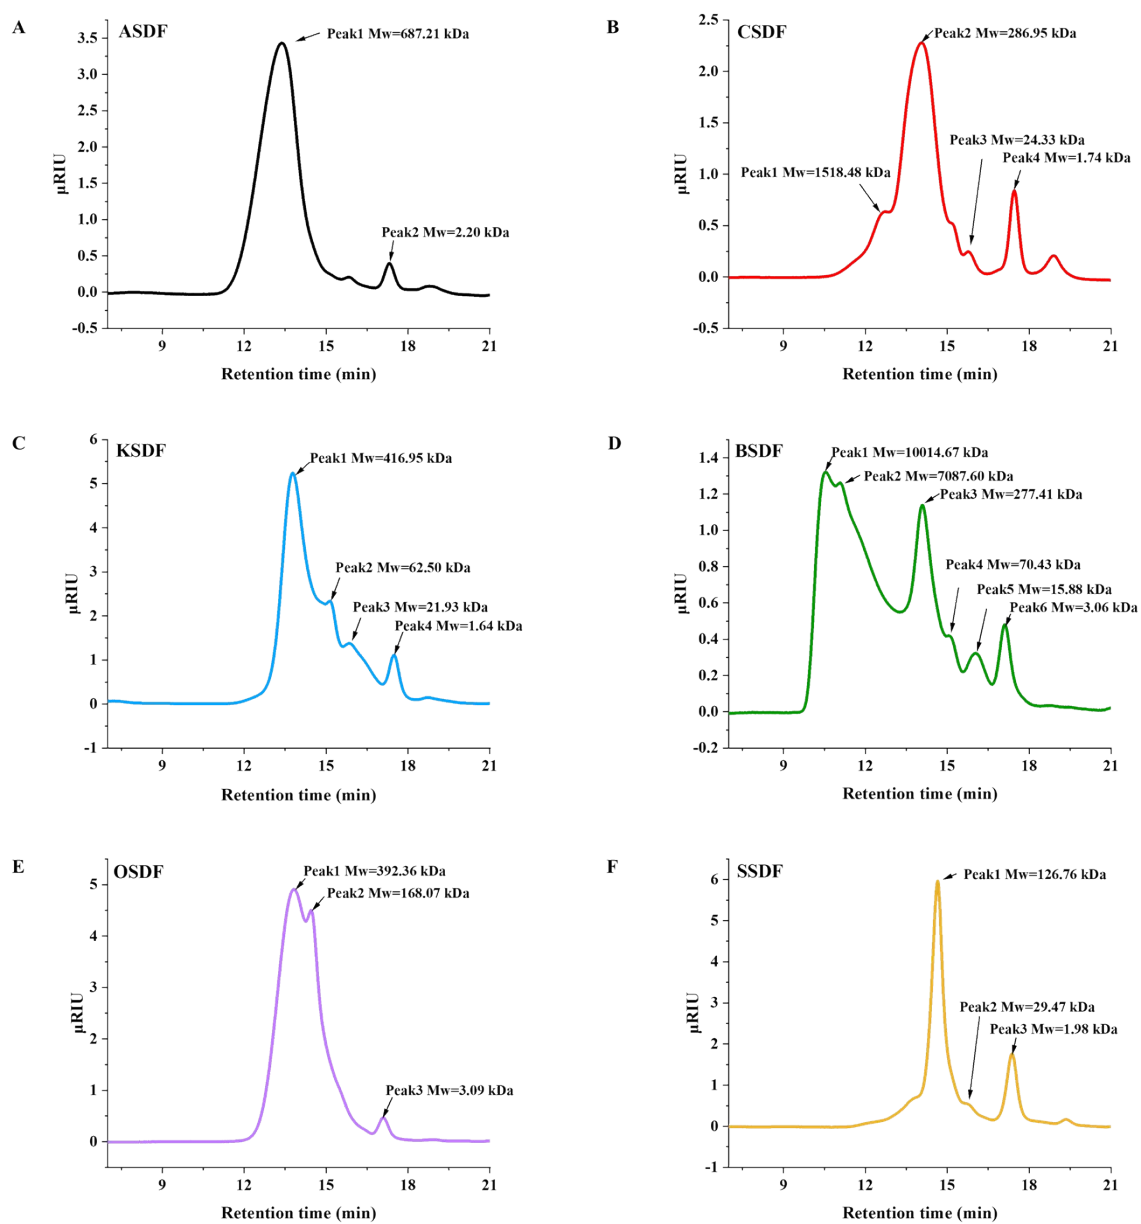 A
ASDF
Peak1 Mw=687.21 kDa
Peak2 Mw=2.20 kDa
μRIU
3.5
3.0
2.5
2.0
1.5
1.0
0.5
0.0
-0.5
9 12 15 18 21
Retention time (min)
B
CSDF
Peak2 Mw=286.95 kDa
Peak3 Mw=24.33 kDa
Peak4 Mw=1.74 kDa
Peak1 Mw=1518.48 kDa
μRIU
2.5
2.0
1.5
1.0
0.5
0.0
-0.5
9 12 15 18 21
Retention time (min)
C
KSDF
Peak1 Mw=416.95 kDa
Peak2 Mw=62.50 kDa
Peak3 Mw=21.93 kDa
Peak4 Mw=1.64 kDa
μRIU
6
5
4
3
2
1
0
-1
9 12 15 18 21
Retention time (min)
D
BSDF
Peak1 Mw=10014.67 kDa
Peak2 Mw=7087.60 kDa
Peak3 Mw=277.41 kDa
Peak4 Mw=70.43 kDa
Peak5 Mw=15.88 kDa
Peak6 Mw=3.06 kDa
μRIU
1.4
1.2
1.0
0.8
0.6
0.4
0.2
0.0
-0.2
9 12 15 18 21
Retention time (min)
E
OSDF
Peak1 Mw=392.36 kDa
Peak2 Mw=168.07 kDa
Peak3 Mw=3.09 kDa
μRIU
5
4
3
2
1
0
9 12 15 18 21
Retention time (min)
F
SSDF
Peak1 Mw=126.76 kDa
Peak2 Mw=29.47 kDa
Peak3 Mw=1.98 kDa
μRIU
6
5
4
3
2
1
0
-1
9 12 15 18 21
Retention time (min)